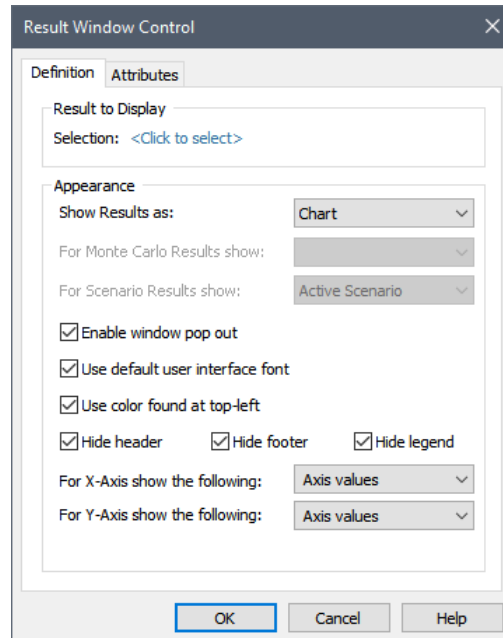 Result Window Control
Definition Attributes
Result to Display
Selection: <Click to select>
Appearance
Show Results as: Chart
For Monte Carlo Results show:
For Scenario Results show: Active Scenario
Enable window pop out
Use default user interface font
Use color found at top-left
Hide header Hide footer Hide legend
For X-Axis show the following: Axis values
For Y-Axis show the following: Axis values
OK Cancel Help